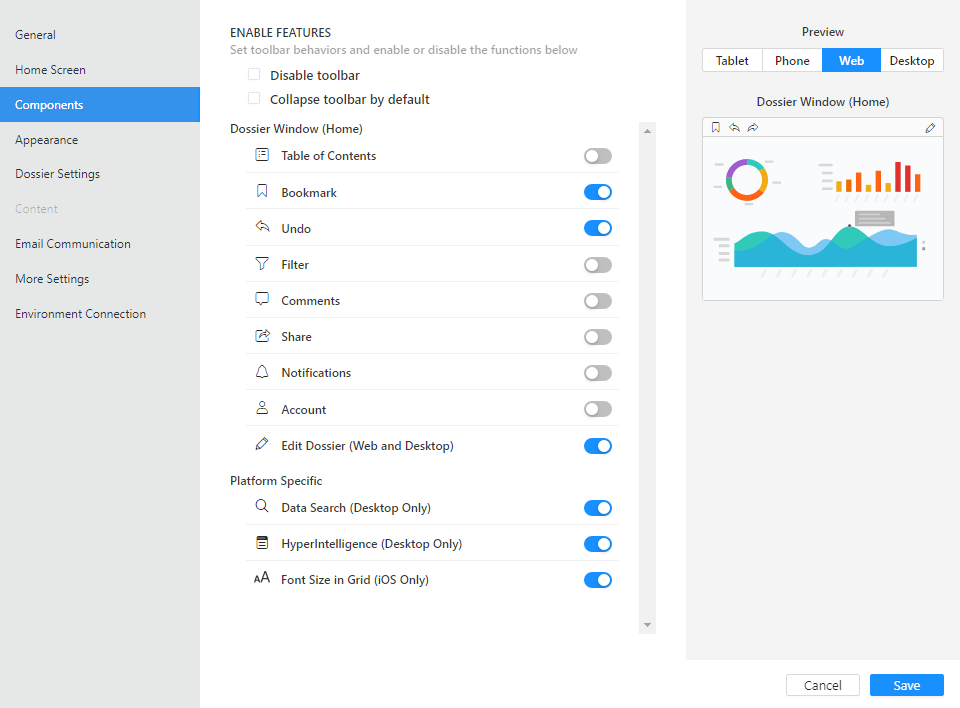 General
Home Screen
Components
Appearance
Dossier Settings
Content
Email Communication
More Settings
Environment Connection
ENABLE FEATURES
Set toolbar behaviors and enable or disable the functions below
Disable toolbar
Collapse toolbar by default
Dossier Window (Home)
Table of Contents
Bookmark
Undo
Filter
Comments
Share
Notifications
Account
Edit Dossier (Web and Desktop)
Platform Specific
Data Search (Desktop Only)
HyperIntelligence (Desktop Only)
AA Font Size in Grid (iOS Only)
Preview
Tablet Phone Web Desktop
Dossier Window (Home)
Cancel Save